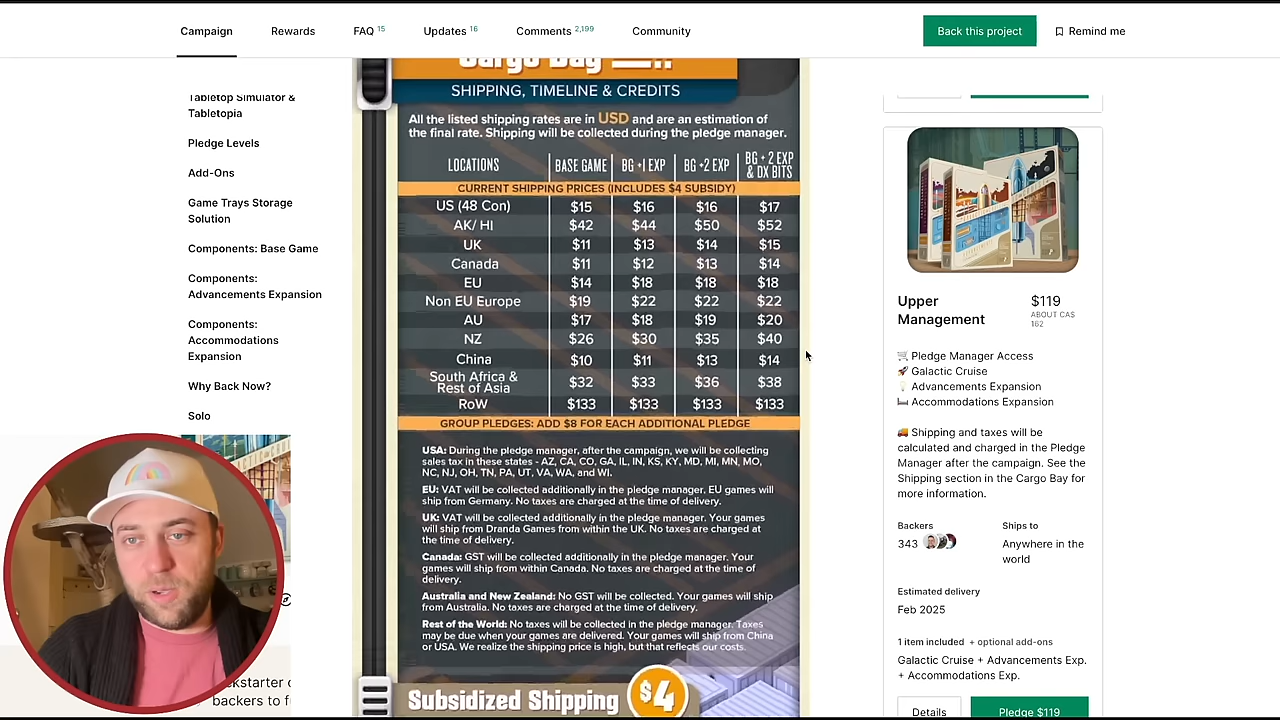 Campaign
Rewards
FAQ 15
Updates 16
Comments 2,199
Community
Back this project
Remind me
Tabletop Simulator &
Tabletopia
Pledge Levels
Add-Ons
Game Trays Storage
Solution
Components: Base Game
Components:
Advancements Expansion
Components:
Accommodations
Expansion
Why Back Now?
Solo
Cargo Bay
SHIPPING, TIMELINE & CREDITS
All the listed shipping rates are in USD and are an estimation of
the final rate. Shipping will be collected during the pledge manager.
LOCATIONS BASE GAME BG +1 EXP BG +2 EXP BG + 2 EXP
& DX BITS
CURRENT SHIPPING PRICES (INCLUDES $4 SUBSIDY)
US (48 Con) $15 $16 $16 $17
AK/ HI $42 $44 $50 $52
UK $11 $13 $14 $15
Canada $11 $12 $13 $14
EU $14 $18 $18 $18
Non EU Europe $19 $22 $22 $22
AU $17 $18 $19 $20
NZ $26 $30 $35 $40
China $10 $11 $13 $14
South Africa &
Rest of Asia $32 $33 $36 $38
RoW $133 $133 $133 $133
GROUP PLEDGES: ADD $8 FOR EACH ADDITIONAL PLEDGE
USA: During the pledge manager, after the campaign, we will be collecting
sales tax in these states - AZ, CA, CO, GA, IL, IN, KS, KY, MD, MI, MN, MO,
NC, NJ, OH, TN, PA, UT, VA, WA, and WI.
EU: VAT will be collected additionally in the pledge manager. EU games will
ship from Germany. No taxes are charged at the time of delivery.
UK: VAT will be collected additionally in the pledge manager. Your games
will ship from Dranda Games from within the UK. No taxes are charged at
the time of delivery.
Canada: GST will be collected additionally in the pledge manager. Your
games will ship from within Canada. No taxes are charged at the time of
delivery.
Australia and New Zealand: No GST will be collected. Your games will ship
from Australia. No taxes are charged at the time of delivery.
Rest of the World: No taxes will be collected in the pledge manager. Taxes
may be due when your games are delivered. Your games will ship from China
or USA. We realize the shipping price is high, but that reflects our costs.
Subsidized Shipping $4
Upper
Management
$119
ABOUT CA$
162
Pledge Manager Access
Galactic Cruise
Advancements Expansion
Accommodations Expansion
Shipping and taxes will be
calculated and charged in the Pledge
Manager after the campaign. See the
Shipping section in the Cargo Bay for
more information.
Backers
343
Ships to
Anywhere in the
world
Estimated delivery
Feb 2025
1 item included + optional add-ons
Galactic Cruise + Advancements Exp.
+ Accommodations Exp.
Details
Pledge $119
backers to